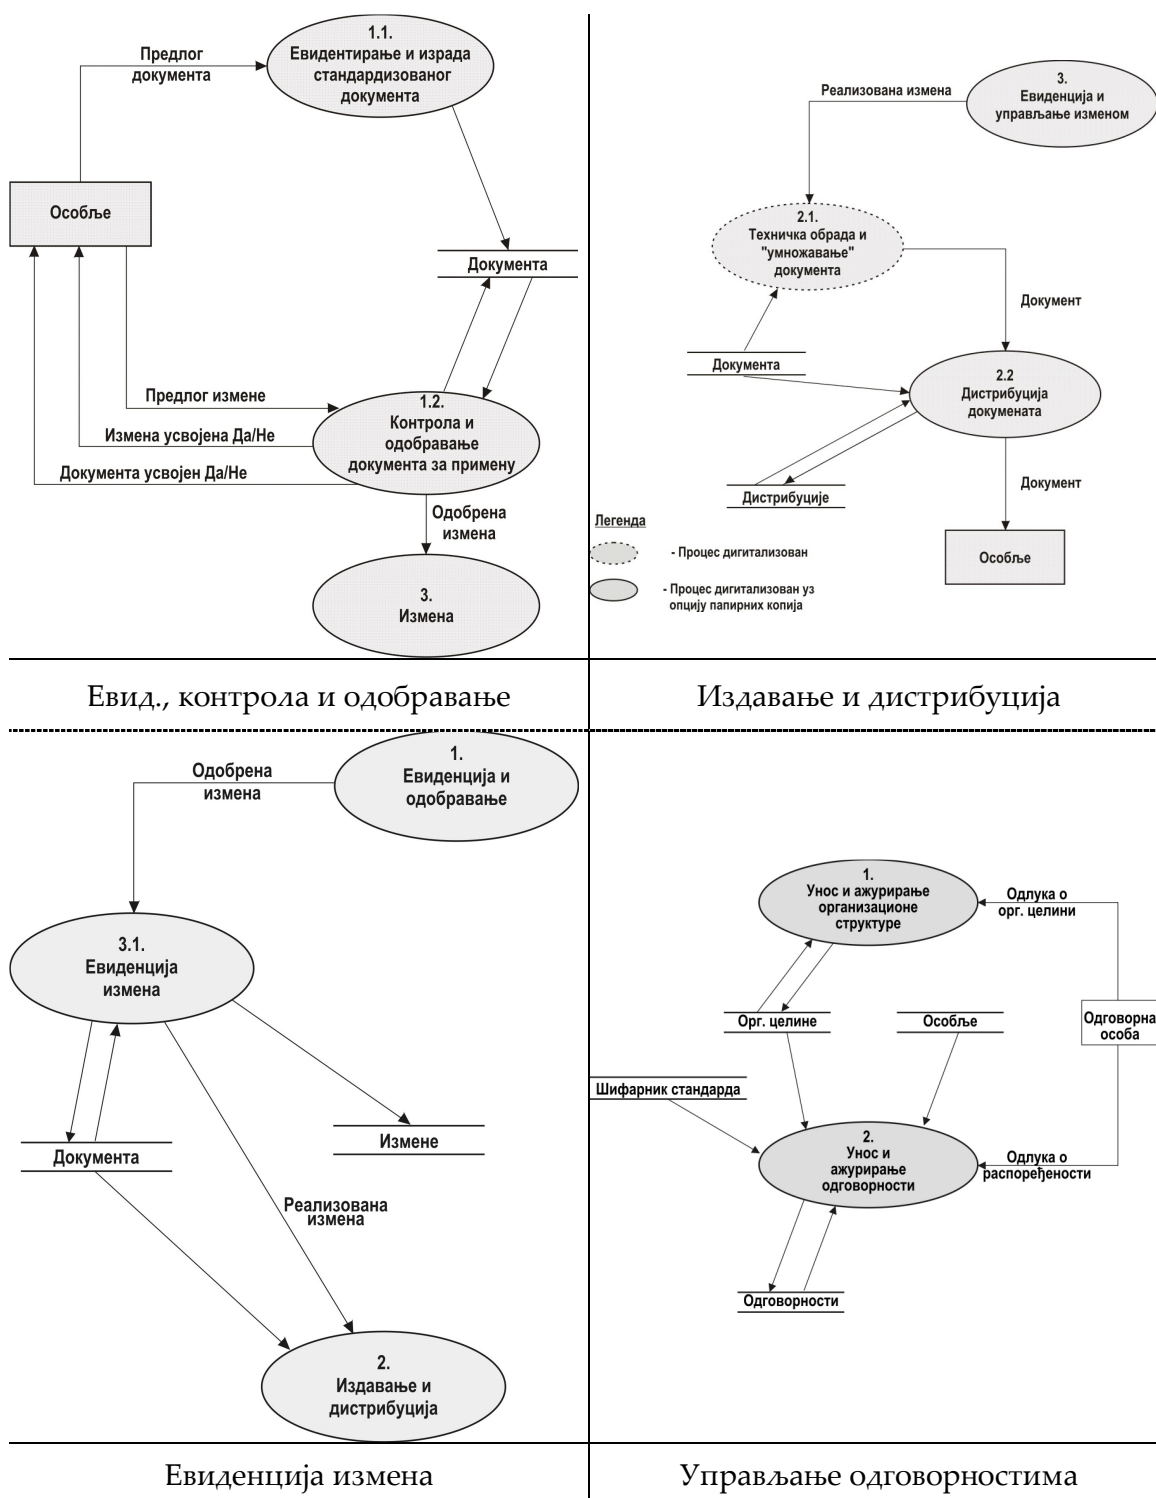 1.1.
Евидентирање и израда
стандардизованог
документа
Предлог
документа
Особље
Документа
Предлог измене
Измена усвојена Да/Не
Документа усвојен Да/Не
1.2.
Контрола и
одобравање
документа за примену
Одобрена
измена
3.
Измена
Евид., контрола и одобравање
3.
Евиденција и
управљање изменом
Реализована измена
2.1.
Техничка обрада и
"умножавање"
документа
Документ
Документа
2.2
Дистрибуција
докумената
Дистрибуције
Документ
Особље
Легенда
- Процес дигитализован
- Процес дигитализован уз
опцију папирних копија
Издавање и дистрибуција
1.
Евиденција и
одобравање
Одобрена
измена
3.1.
Евиденција
измена
Документа
Измене
Реализована
измена
2.
Издавање и
дистрибуција
Евиденција измена
1.
Унос и ажурирање
организационе
структуре
Одлука о
орг. целини
Орг. целине
Особље
Одговорна
особа
Шифарник стандарда
2.
Унос и
ажурирање
одговорности
Одлука о
распоређености
Одговорности
Управљање одговорностима